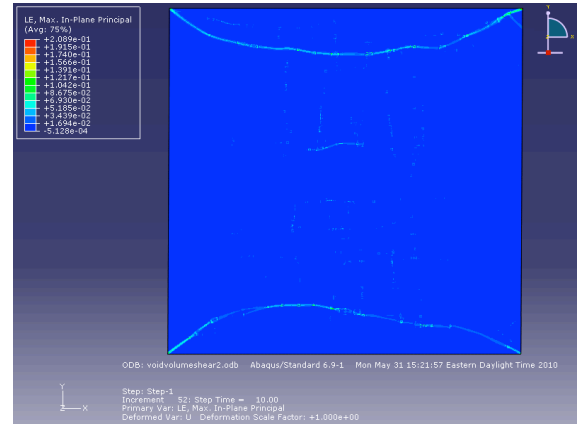 LE, Max. In-Plane Principal
(Avg: 75%)
+2.089e-01
+1.915e-01
+1.740e-01
+1.566e-01
+1.391e-01
+1.217e-01
+1.042e-01
+8.675e-02
+6.930e-02
+5.185e-02
+3.439e-02
+1.694e-02
-5.128e-04
Y
ODB: voidvolumeshear2.odb Abaqus/Standard 6.9-1 Mon May 31 15:21:57 Eastern Daylight Time 2010
Y
Z X
Step: Step-1
Increment 52: Step Time = 10.00
Primary Var: LE, Max. In-Plane Principal
Deformed Var: U Deformation Scale Factor: +1.000e+00